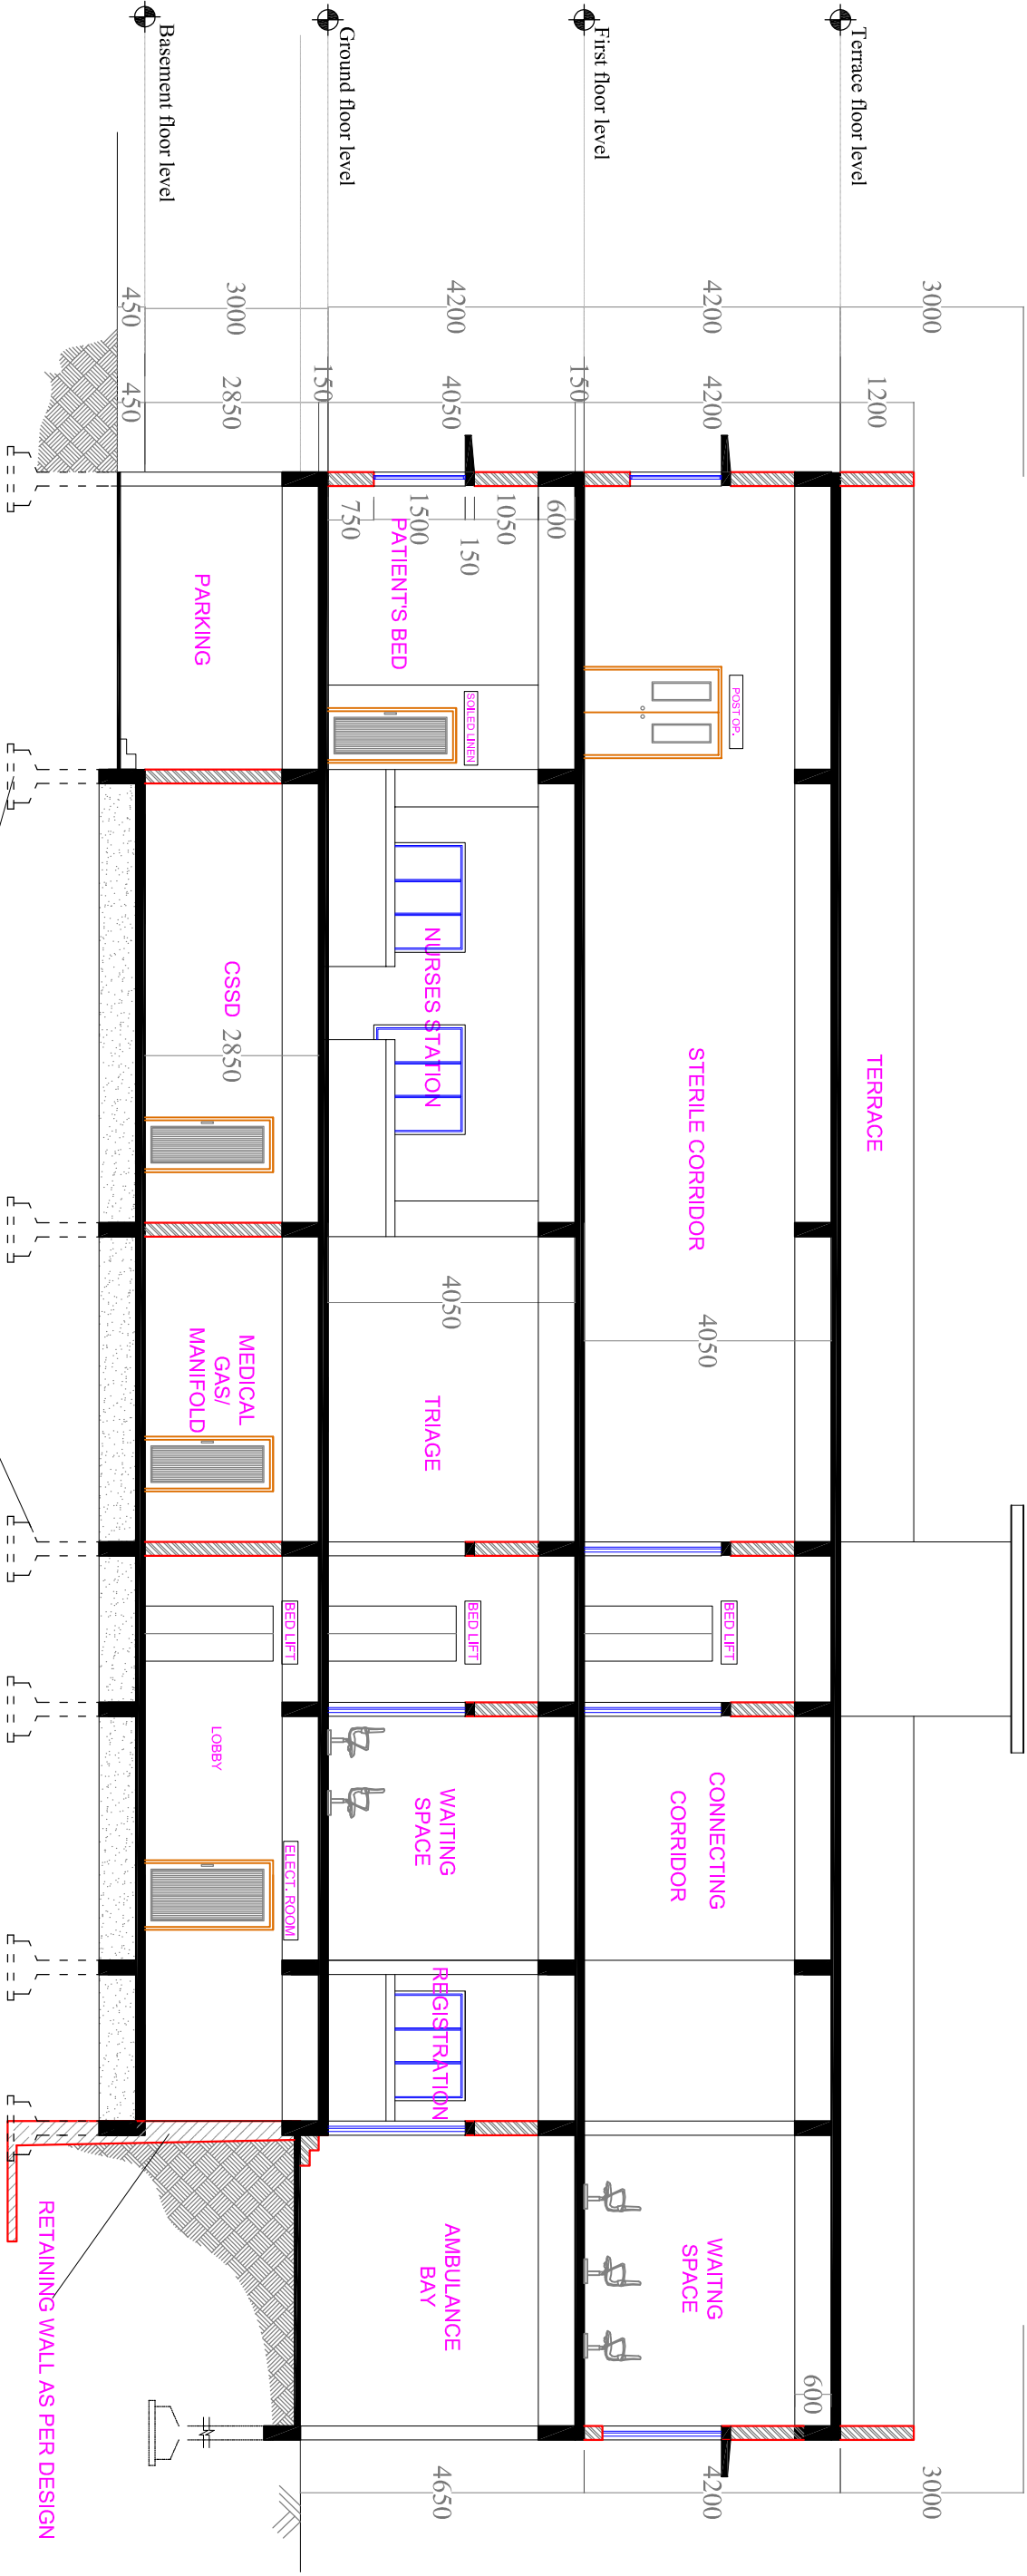 Terrace floor level
First floor level
Ground floor level
Basement floor level
3000
4200
4200
3000
450
1200
4200
150
4050
150
2850
450
TERRACE
POST OP.
STERILE CORRIDOR
4050
BED LIFT
CONNECTING
CORRIDOR
WAITNG
SPACE
600
600
1050
150
1500
750
PATIENT'S BED
SOILED LINEN
NURSES STATION
4050
TRIAGE
BED LIFT
WAITING
SPACE
REGISTRATION
AMBULANCE
BAY
PARKING
CSSD
2850
MEDICAL
GAS/
MANIFOLD
BED LIFT
LOBBY
ELECT. ROOM
3000
4200
4650
RETAINING WALL AS PER DESIGN